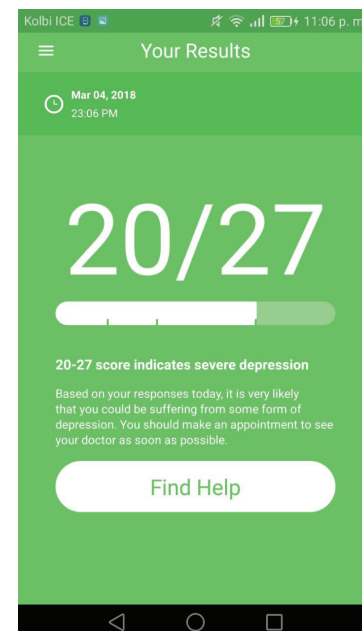 Kolbi ICE 57 11:06 p. m
Your Results
Mar 04, 2018
23:06 PM
20/27
20-27 score indicates severe depression
Based on your responses today, it is very likely
that you could be suffering from some form of
depression. You should make an appointment to see
your doctor as soon as possible.
Find Help